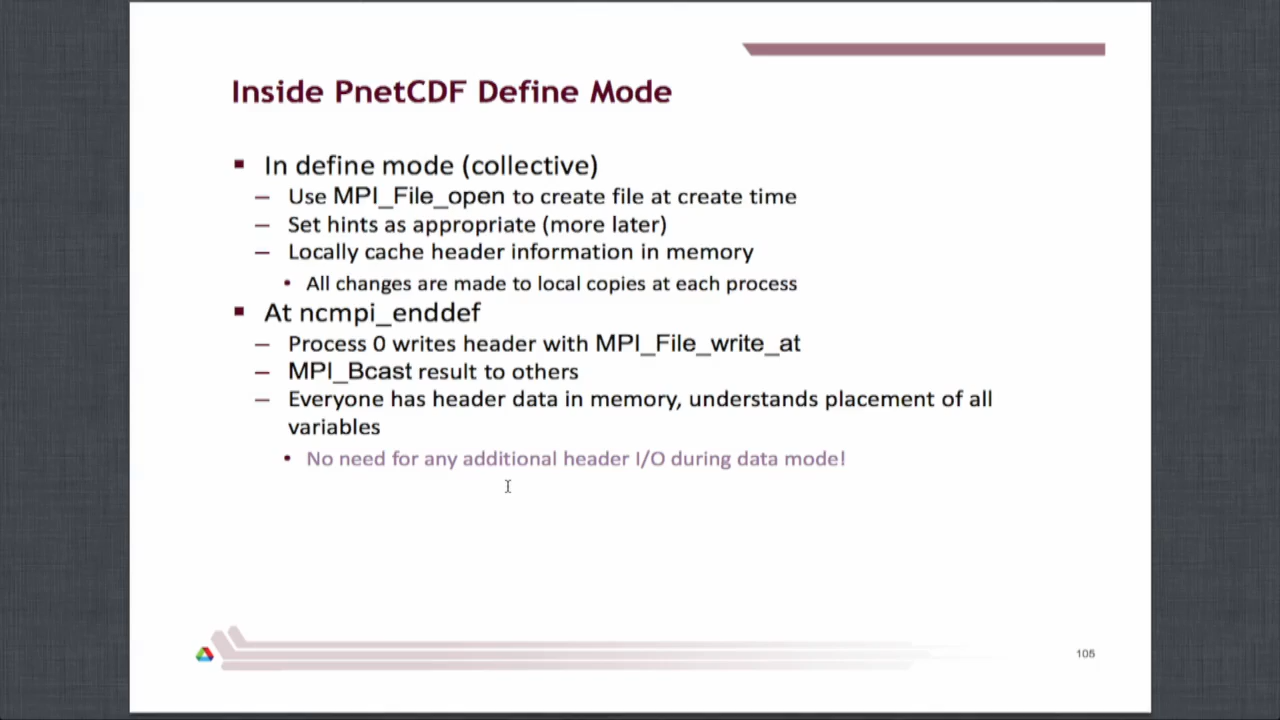 Inside PnetCDF Define Mode
In define mode (collective)
– Use MPI_File_open to create file at create time
– Set hints as appropriate (more later)
– Locally cache header information in memory
• All changes are made to local copies at each process
At ncmpi_enddef
– Process 0 writes header with MPI_File_write_at
– MPI_Bcast result to others
– Everyone has header data in memory, understands placement of all
variables
• No need for any additional header I/O during data mode!
105